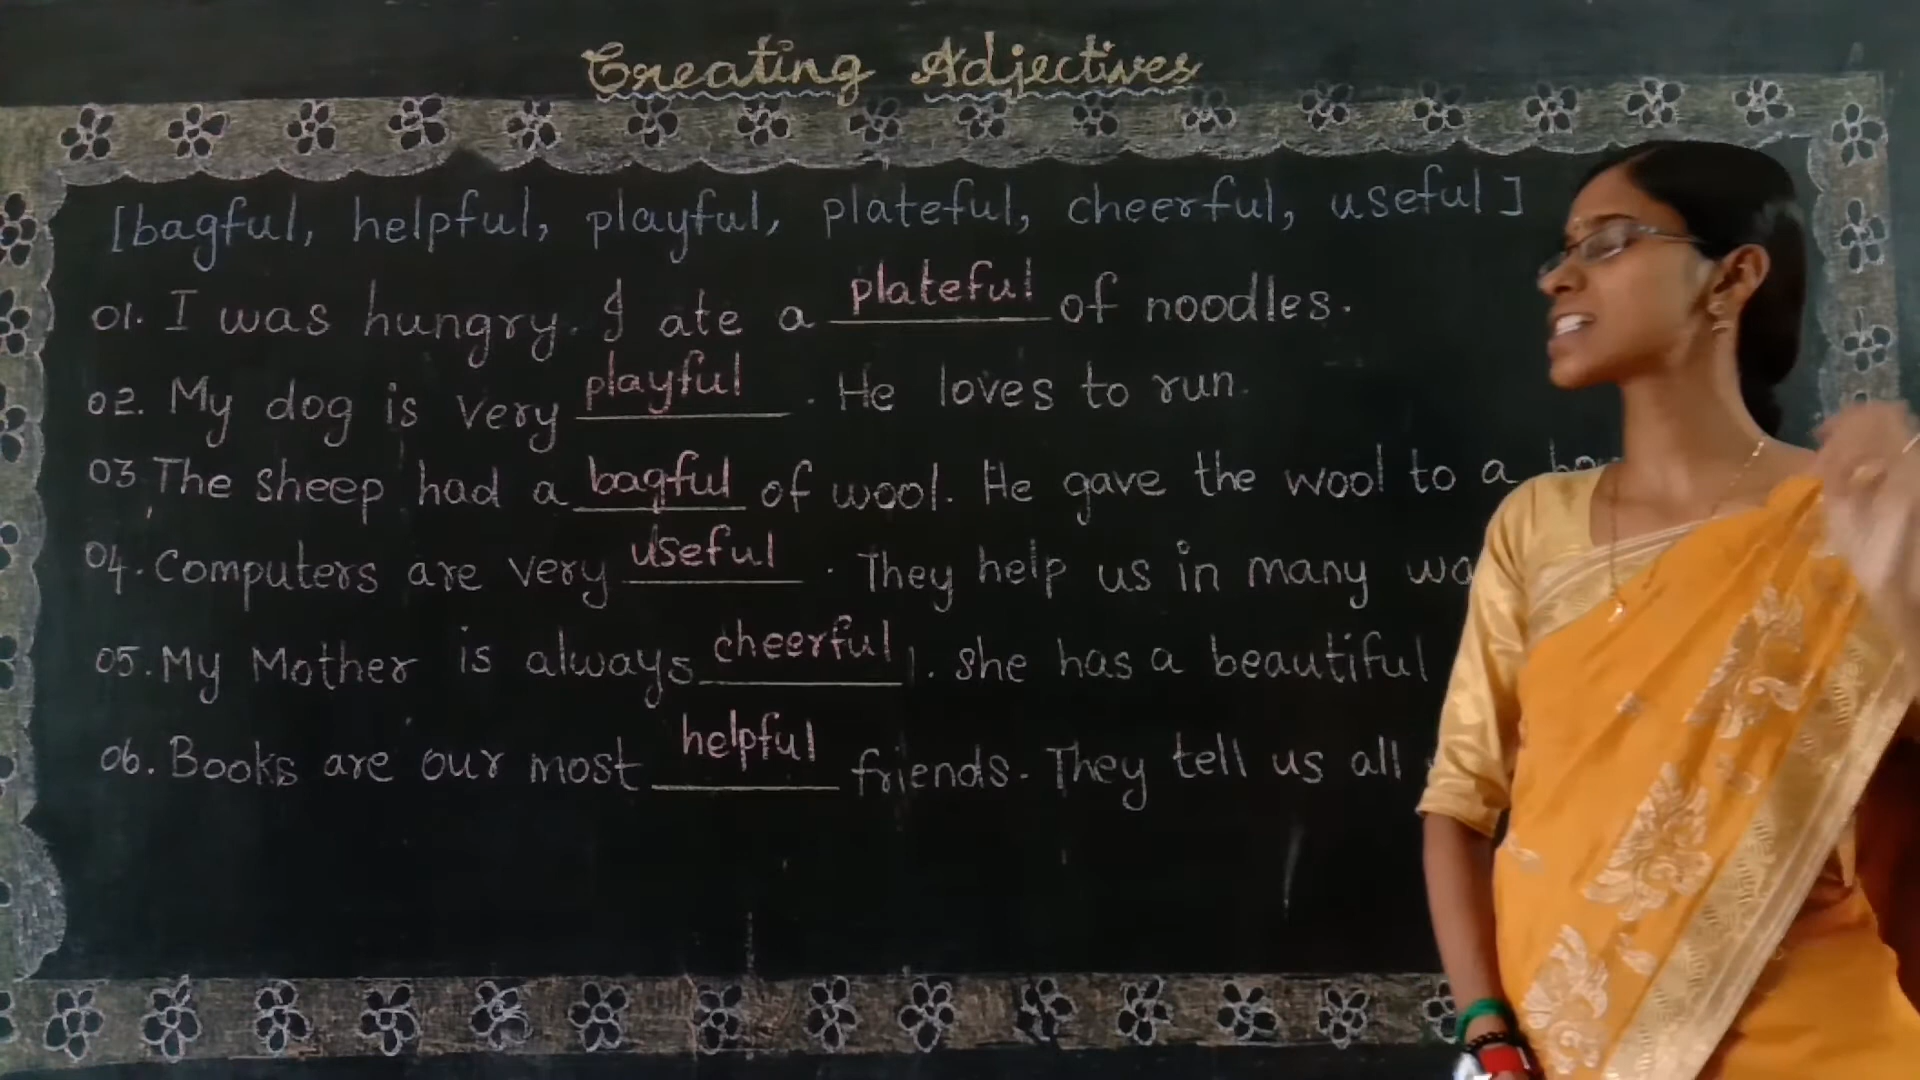 Creating Adjectives
[bagful, helpful, playful, plateful, cheerful, useful]
01. I was hungry. I ate a plateful of noodles.
02. My dog is very playful. He loves to run.
03. The sheep had a bagful of wool. He gave the wool to a
04. Computers are very useful. They help us in many
05. My Mother is always cheerful. she has a beautiful
06. Books are our most helpful friends. They tell us all